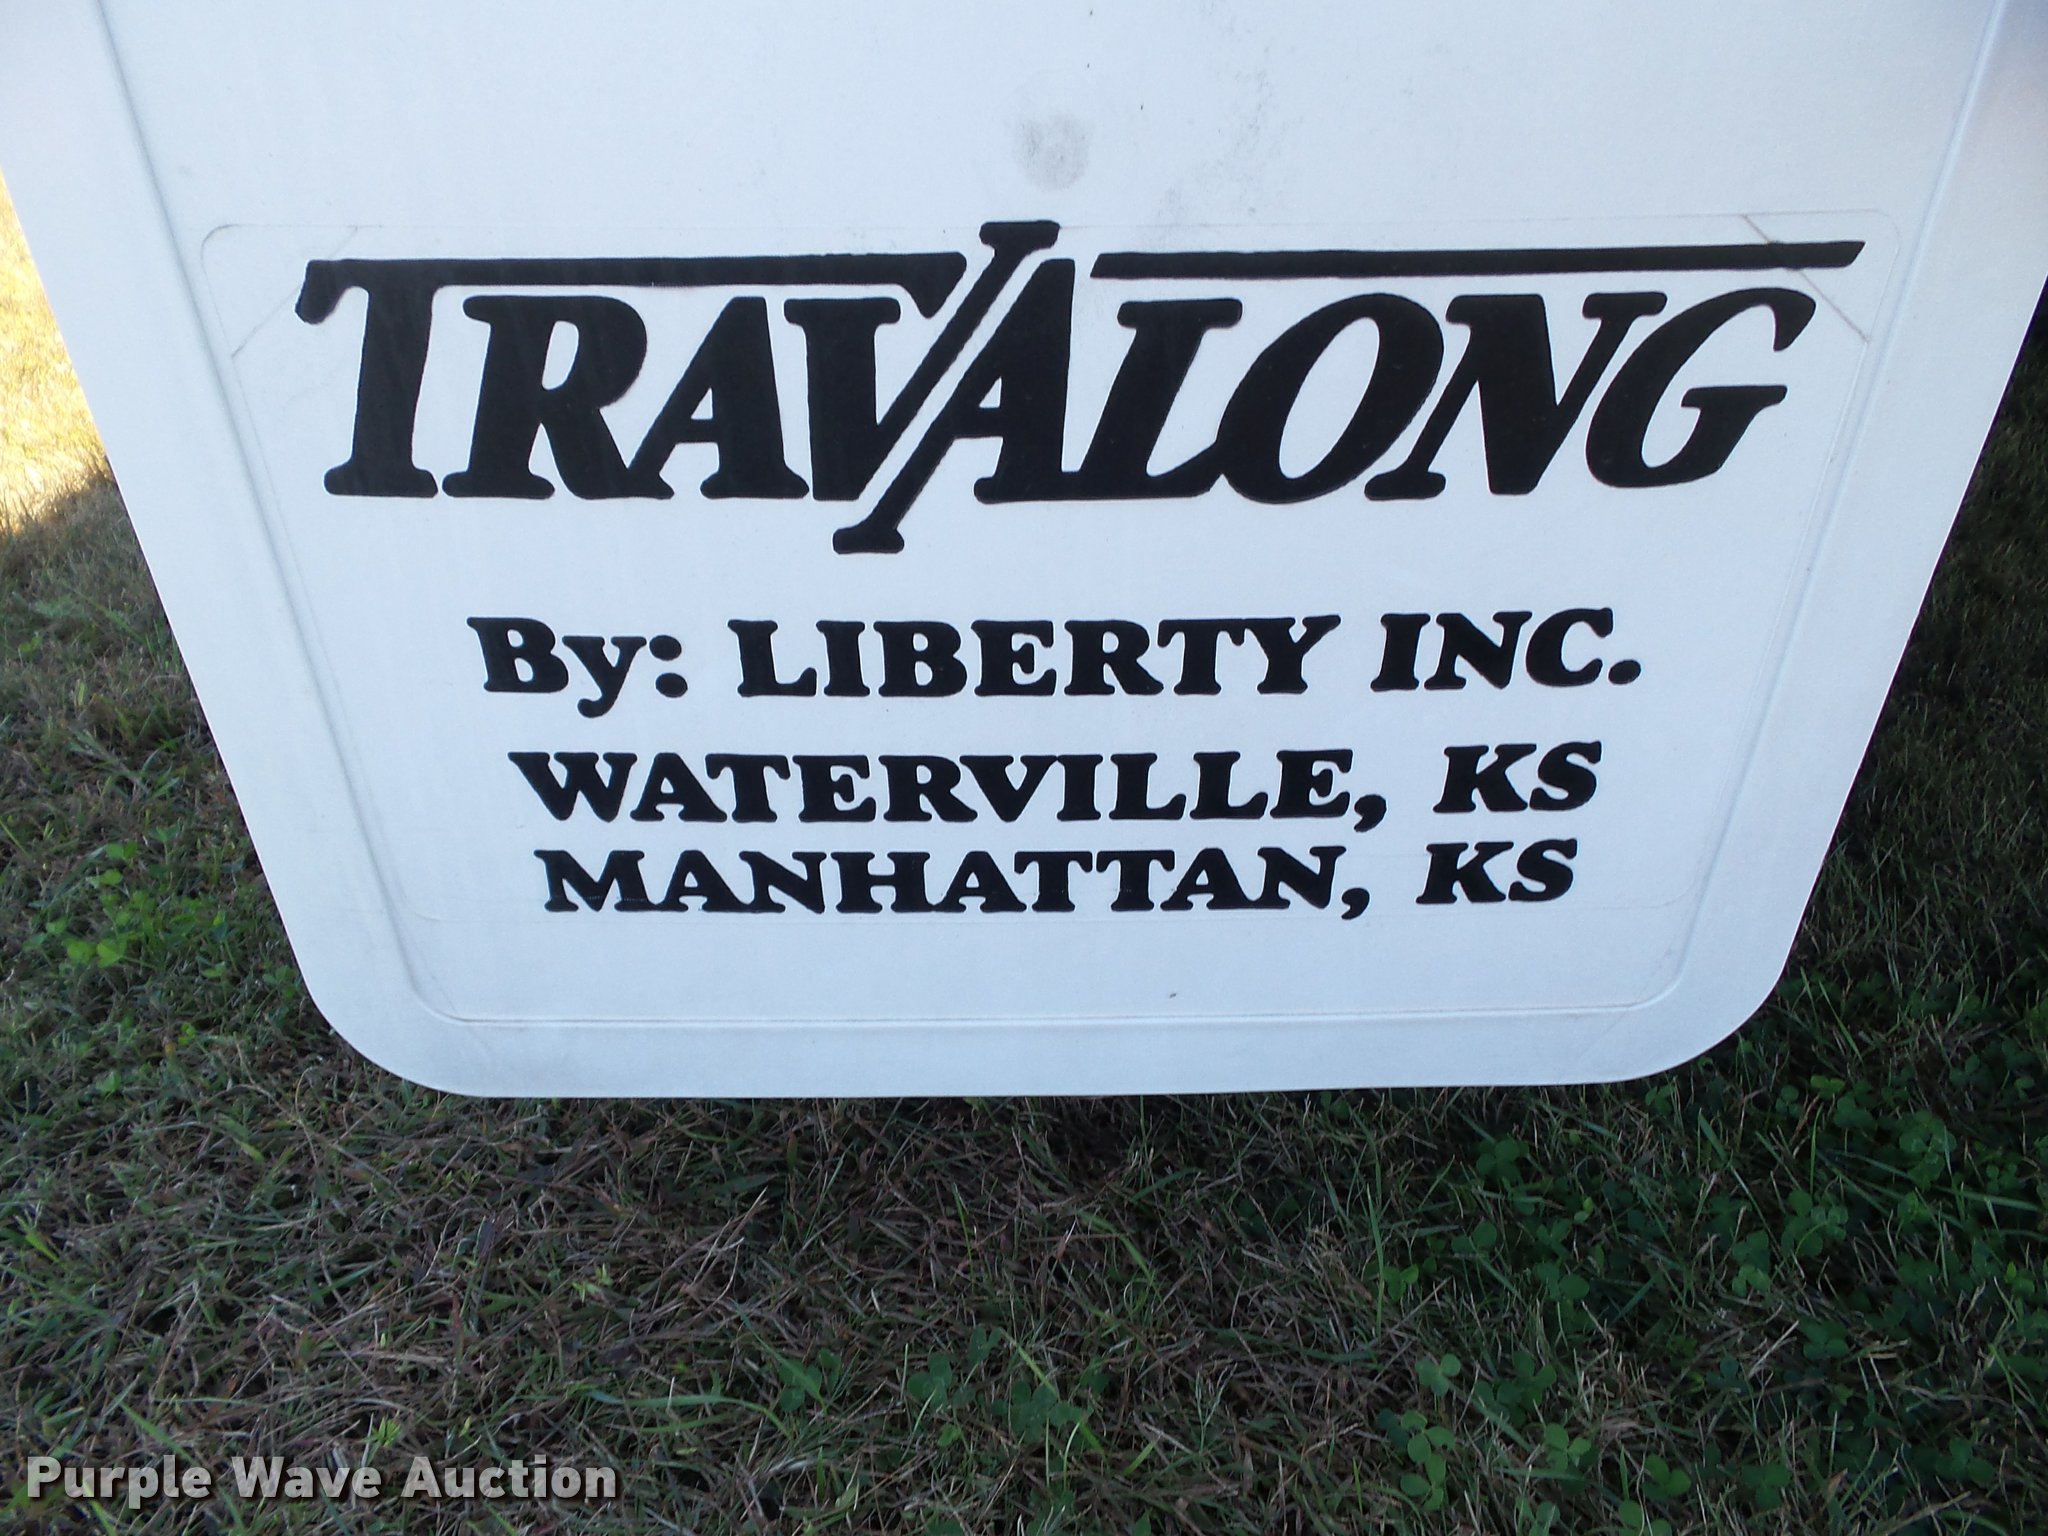 TRAVALONG
By: LIBERTY INC.
WATERVILLE, KS
MANHATTAN, KS
Purple Wave Auction